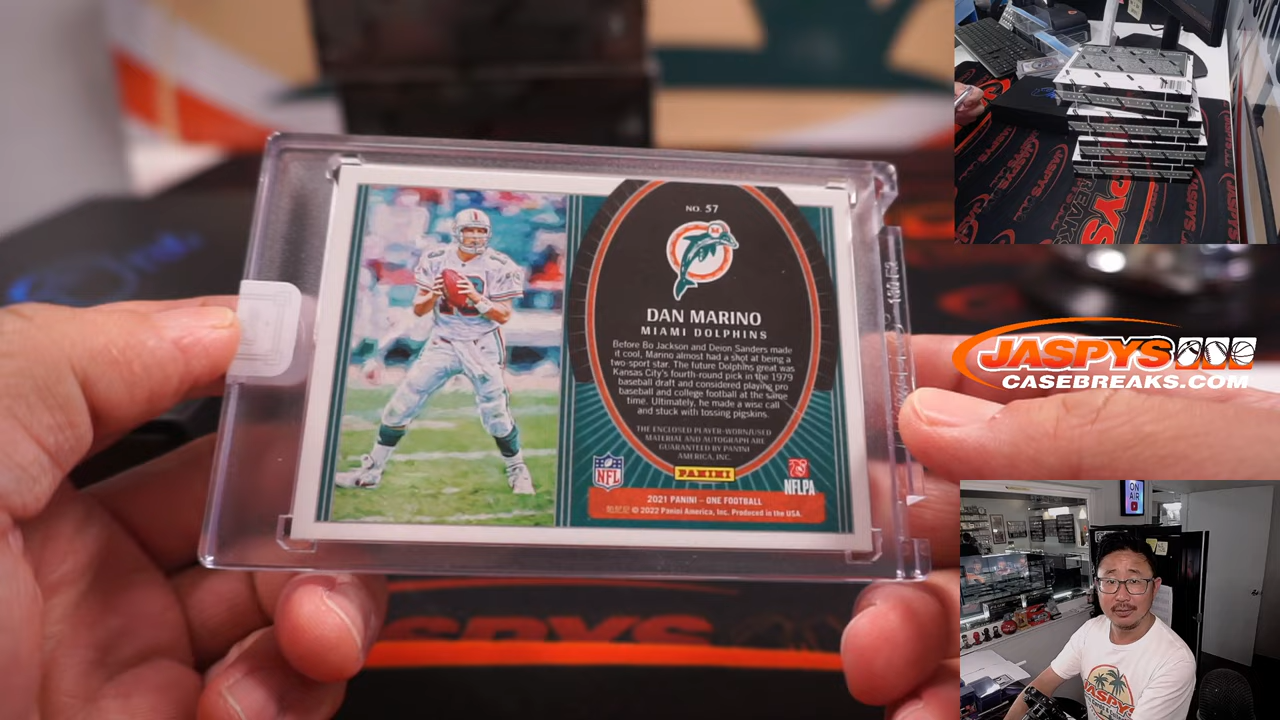 NO. 57
DAN MARINO
MIAMI DOLPHINS
Before Bo Jackson and Deion Sanders made
it cool, Marino almost had a shot at being a
two-sport star. The future Dolphins great was
Kansas City's fourth-round pick in the 1979
baseball draft and considered playing pro
baseball and college football at the same
time. Ultimately, he made a wise call
and stuck with tossing pigskins.
THE ENCLOSED PLAYER-WORN/USED
MATERIAL AND AUTOGRAPH ARE
GUARANTEED BY PANINI
AMERICA, INC.
PANINI
NFL
NFLPA
2021 PANINI – ONE FOOTBALL
© 2022 Panini America, Inc. Produced in the USA.
JASPYS
CASEBREAKS.COM
JASPYS
ON
AIR
JASPYS